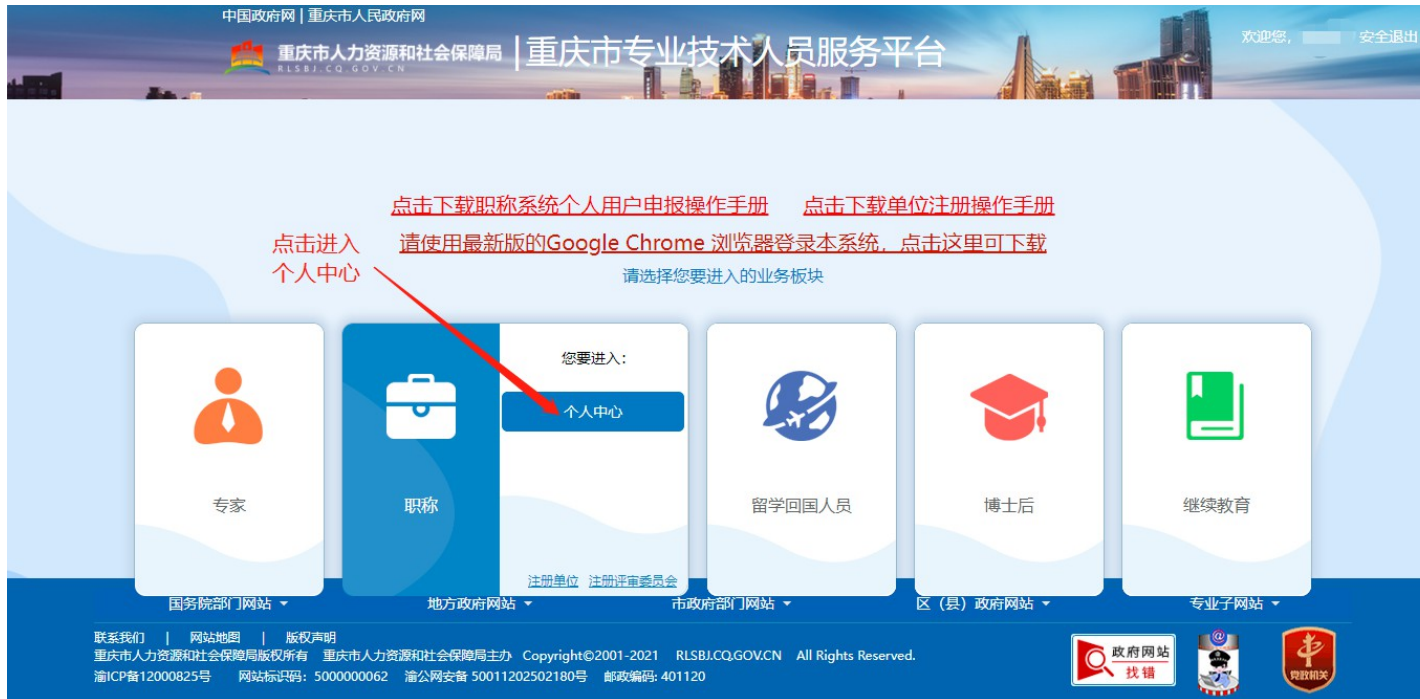 中国政府网 | 重庆市人民政府网
重庆市人力资源和社会保障局
RLSBJ.CQ.GOV.CN
重庆市专业技术人员服务平台
欢迎您, 安全退出
点击下载职称系统个人用户申报操作手册 点击下载单位注册操作手册
点击进入
个人中心
请使用最新版的Google Chrome 浏览器登录本系统，点击这里可下载
请选择您要进入的业务板块
您要进入:
个人中心
专家
职称
留学回国人员
博士后
继续教育
注册单位 注册评审委员会
国务院部门网站 地方政府网站 市政府部门网站 区（县）政府网站 专业子网站
联系我们 | 网站地图 | 版权声明
重庆市人力资源和社会保障局版权所有 重庆市人力资源和社会保障局主办 Copyright©2001-2021 RLSBJ.CQ.GOV.CN All Rights Reserved.
渝ICP备12000825号 网站标识码: 5000000062 渝公网安备 50011202502180号 邮政编码: 401120
政府网站
找错
党政机关